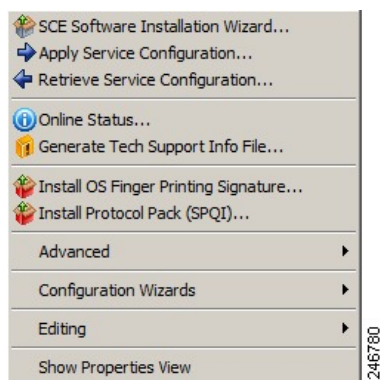 SCE Software Installation Wizard...
Apply Service Configuration...
Retrieve Service Configuration...
Online Status...
Generate Tech Support Info File...
Install OS Finger Printing Signature...
Install Protocol Pack (SPQI)...
Advanced
Configuration Wizards
Editing
Show Properties View
246780